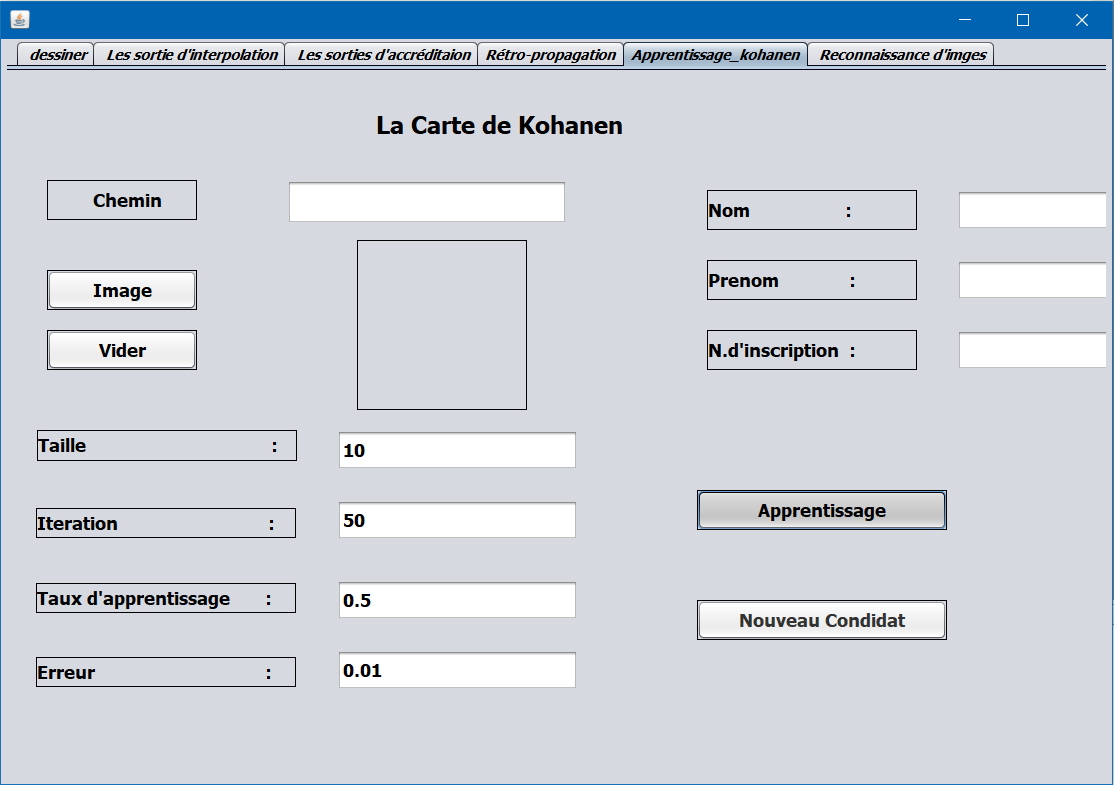 dessiner Les sortie d'interpolation Les sorties d'accréditaion Rétro-propagation Apprentissage_kohanen Reconnaissance d'imges
La Carte de Kohanen
Chemin
Nom :
Image
Prenom :
Vider
N.d'inscription :
Taille : 10
Iteration : 50
Apprentissage
Taux d'apprentissage : 0.5
Nouveau Condidat
Erreur : 0.01